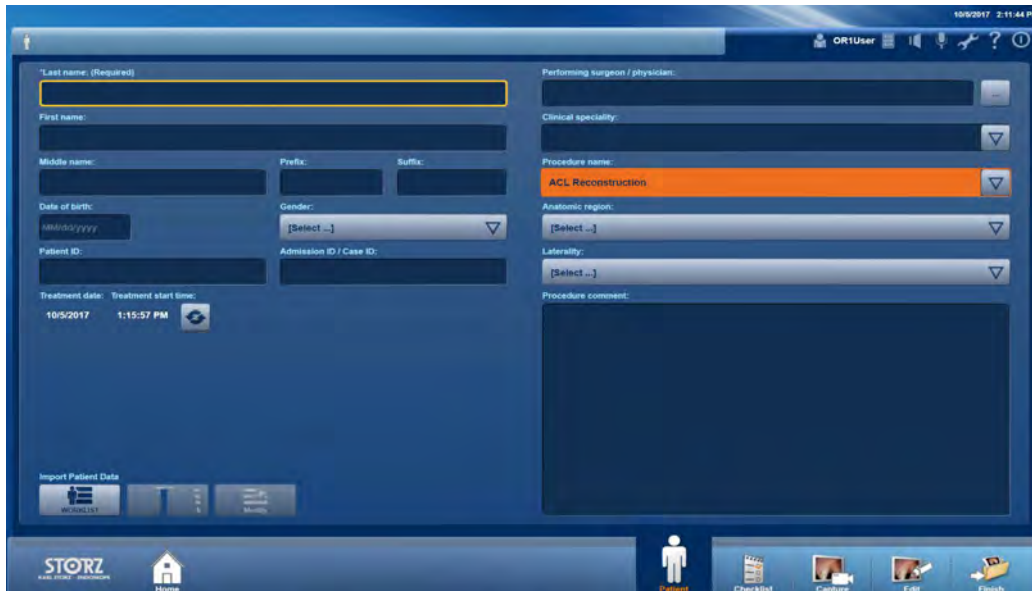 10/5/2017 2:11:44 P
OR1User
*Last name: (Required)
First name:
Middle name:
Prefix:
Suffix:
Date of birth:
MM/dd/yyyy
Gender:
[Select ...]
Patient ID:
Admission ID / Case ID:
Treatment date:
Treatment start time:
10/5/2017
1:15:57 PM
Import Patient Data
WORKLIST
Modify
Performing surgeon / physician:
...
Clinical speciality:
Procedure name:
ACL Reconstruction
Anatomic region:
[Select ...]
Laterality:
[Select ...]
Procedure comment:
STORZ
KARL STORZ - ENDOSKOPE
Home
Patient
Checklist
Capture
Edit
Finish